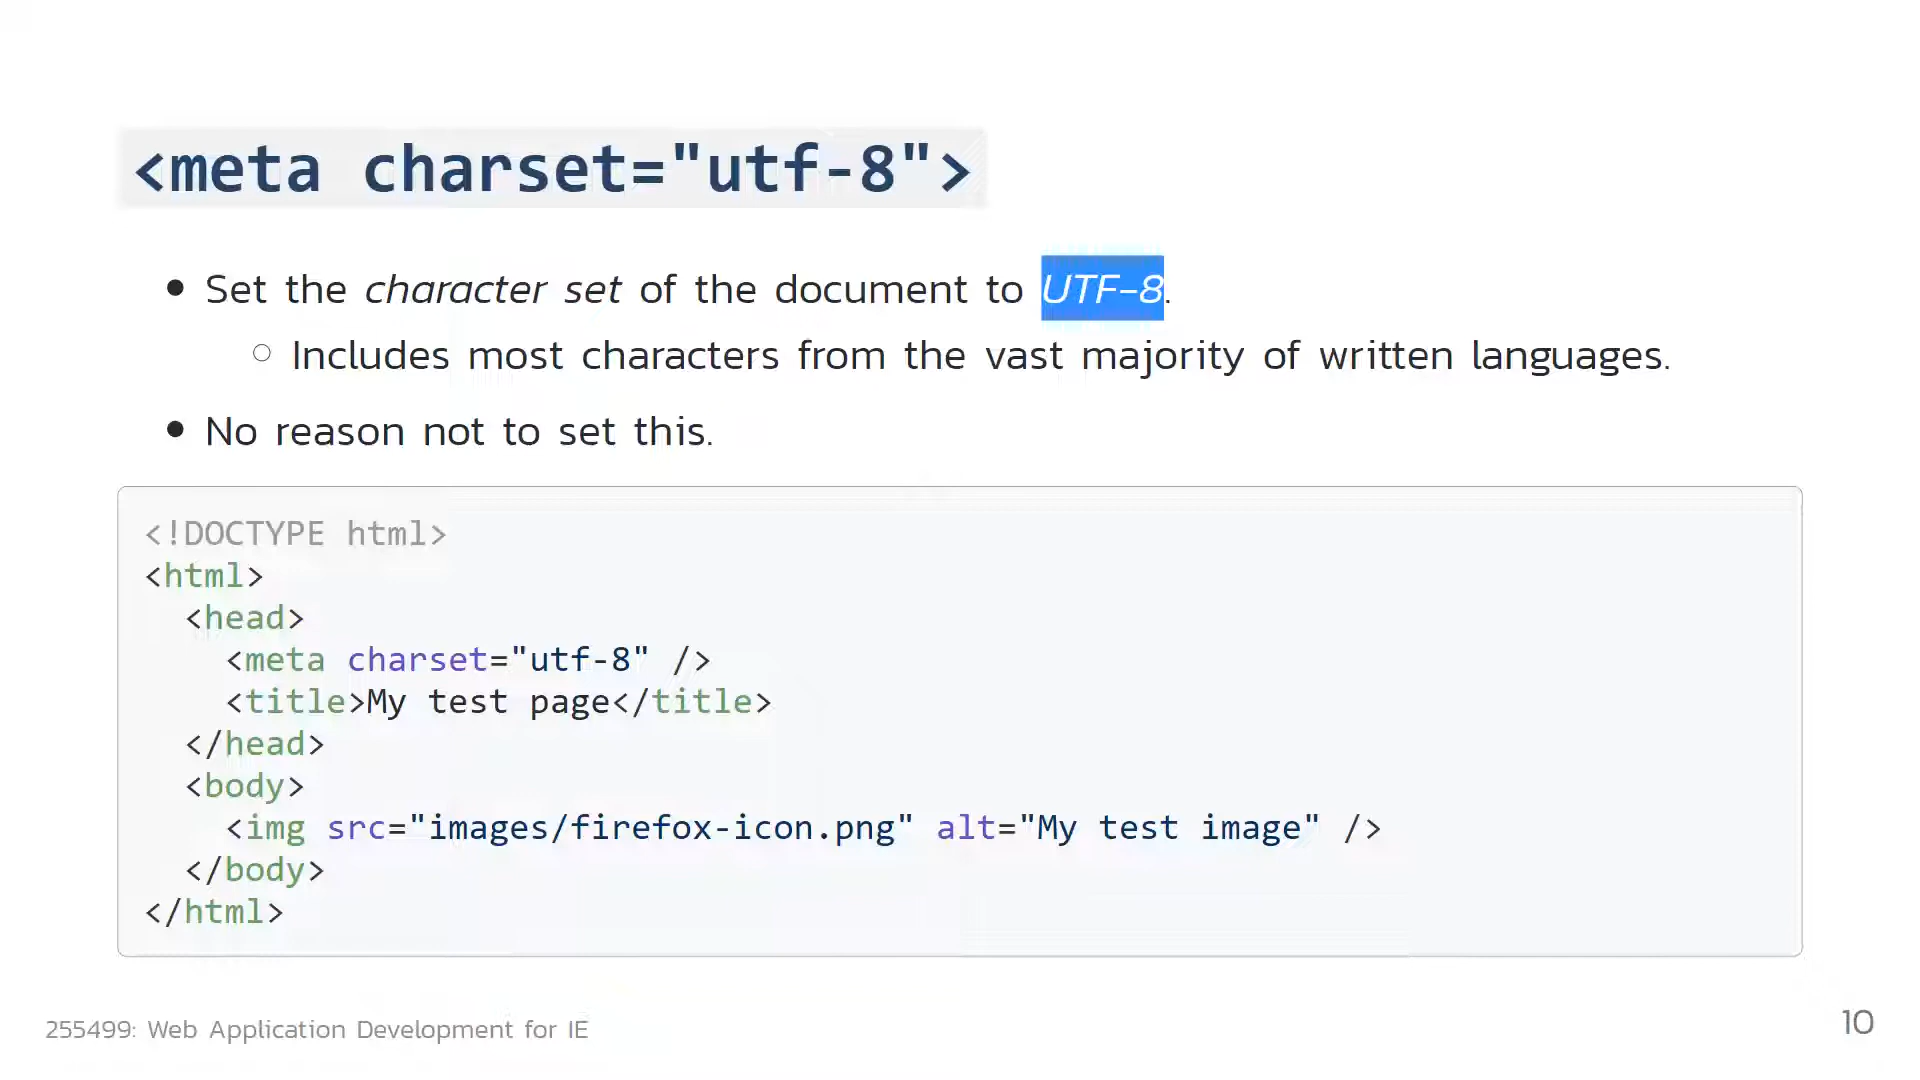 <meta charset="utf-8">
Set the character set of the document to UTF-8.
Includes most characters from the vast majority of written languages.
No reason not to set this.
<!DOCTYPE html>
<html>
<head>
<meta charset="utf-8" />
<title>My test page</title>
</head>
<body>
<img src="images/firefox-icon.png" alt="My test image" />
</body>
</html>
255499: Web Application Development for IE
10